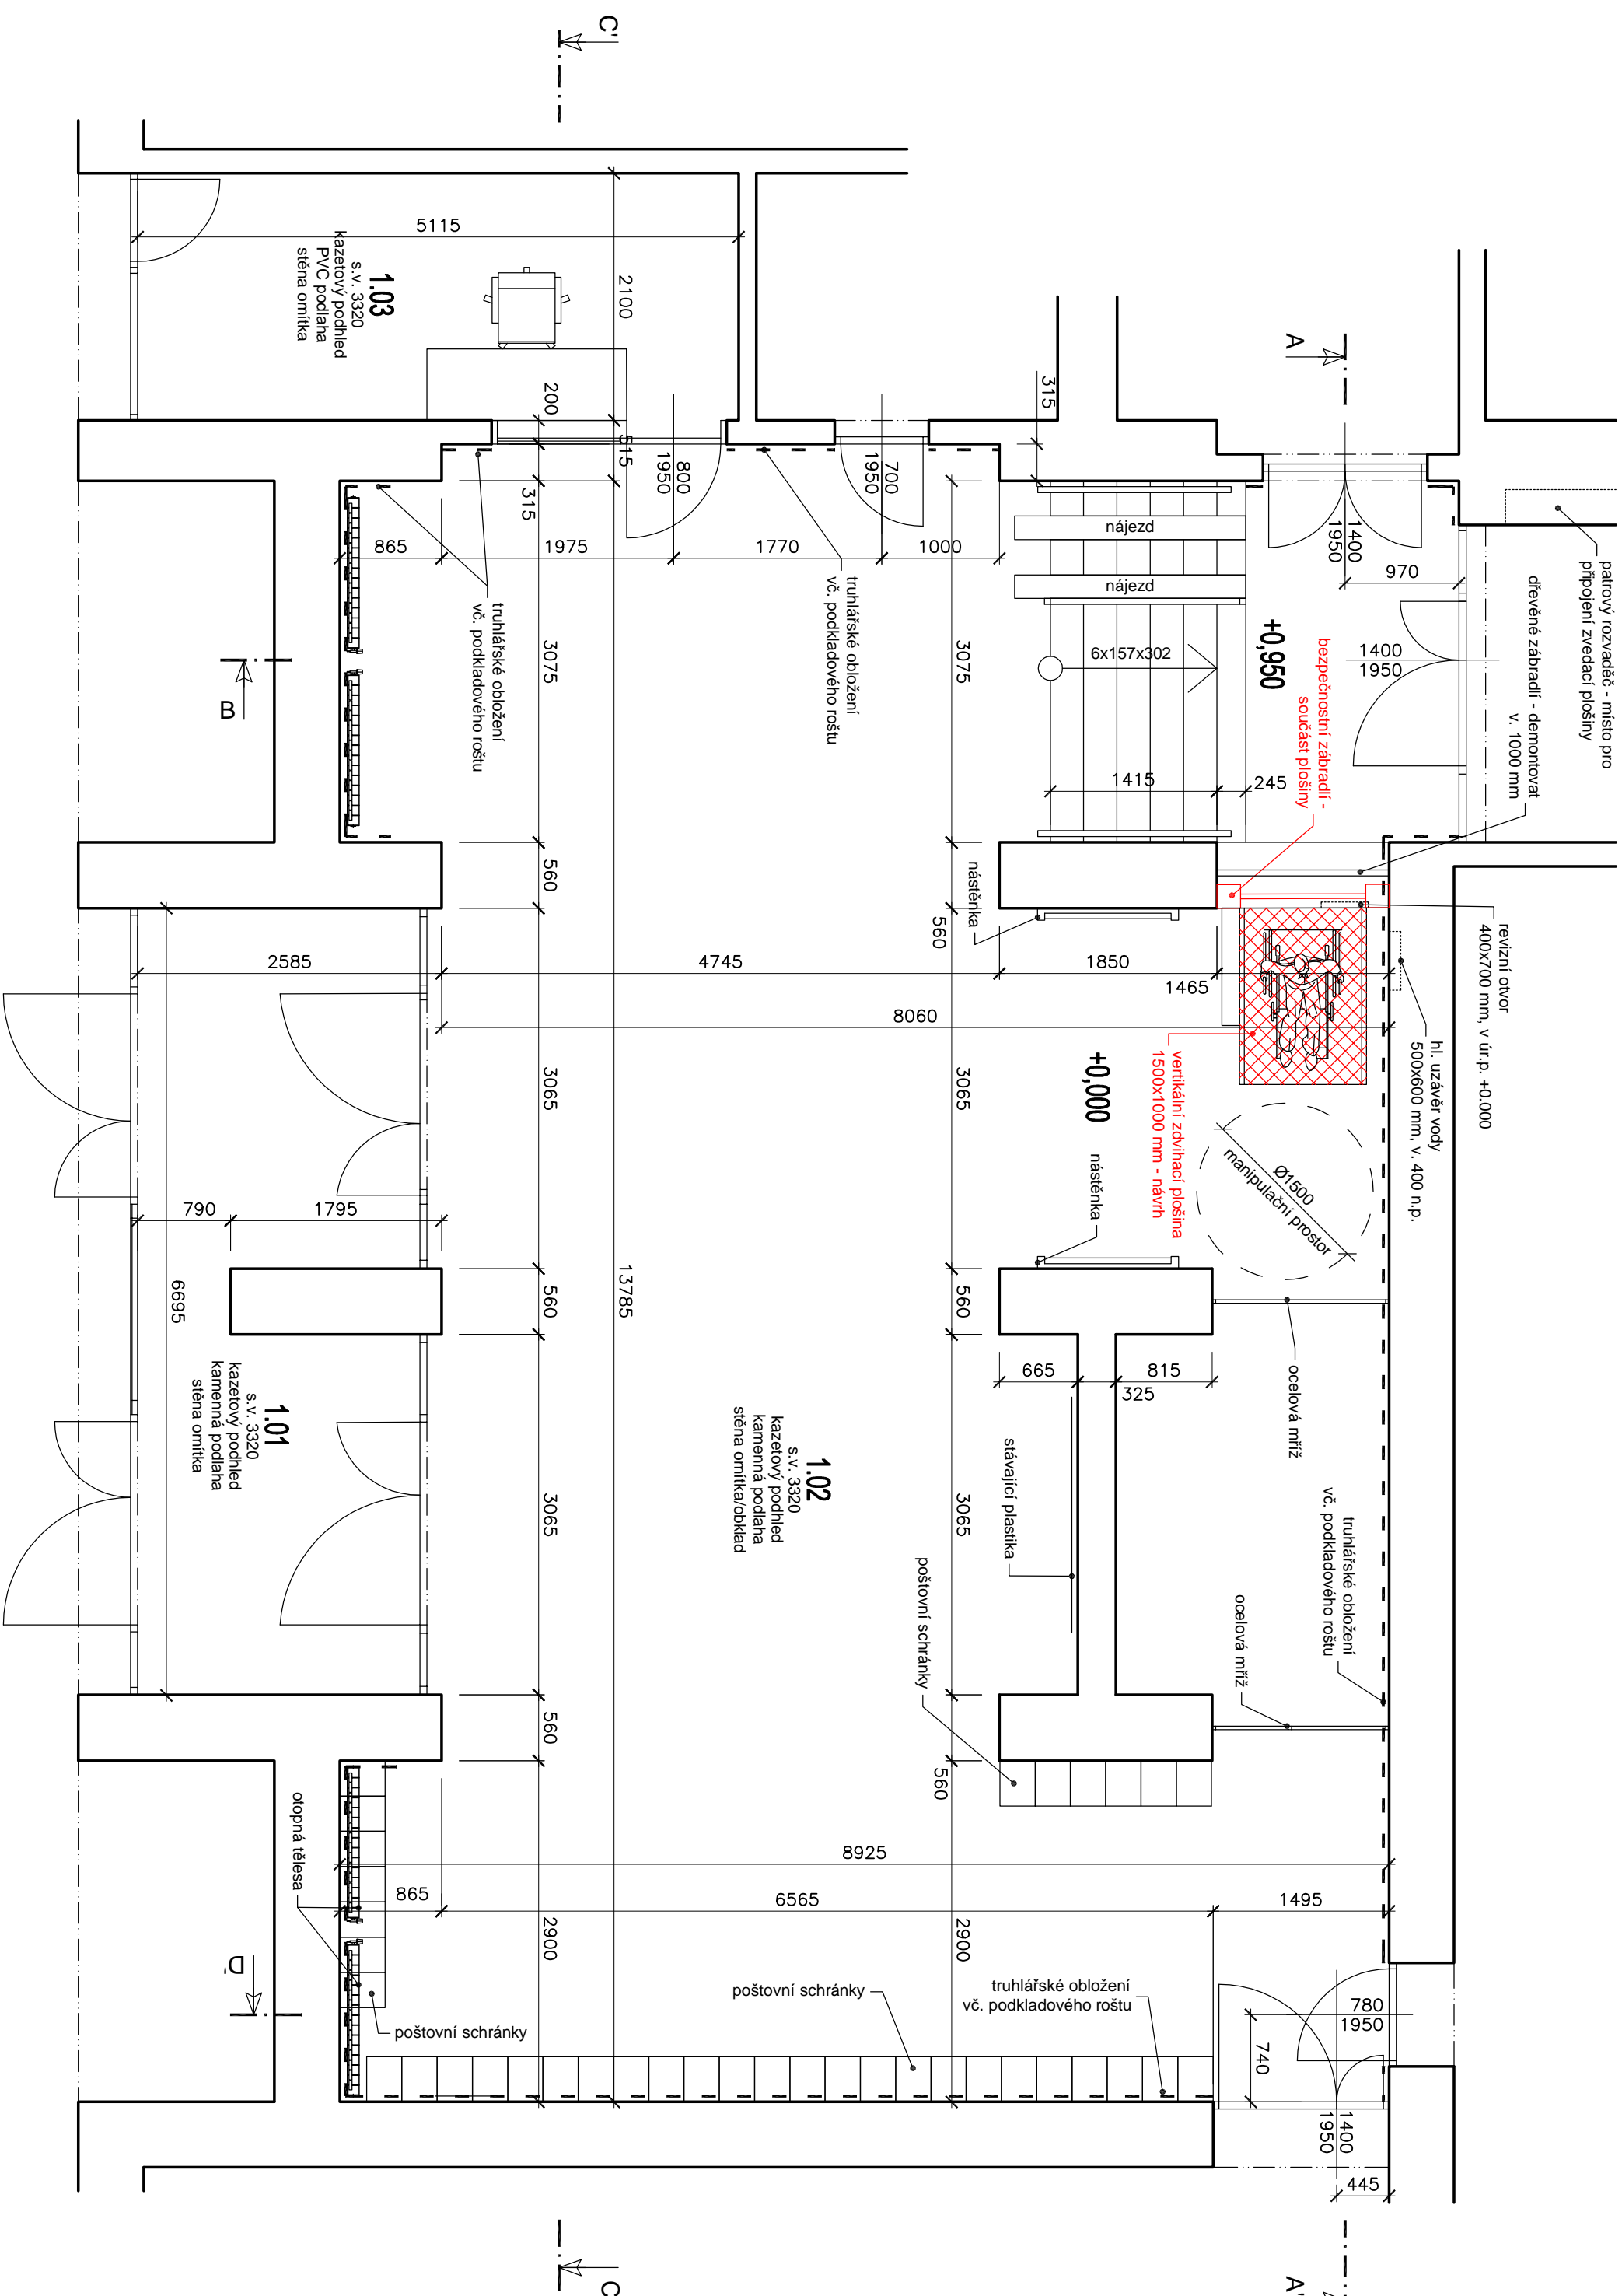 C'
5115
1.03
s.v. 3320
kazetový podhled
PVC podlaha
stěna omítka
2100
200
515
315
A
315
800
1950
700
1950
nájezd
nájezd
1400
1950
970
1400
1950
patrový rozvaděč - místo pro
připojení zvedací plošiny
dřevěné zábradlí - demontovat
v. 1000 mm
865
1975
1770
1000
truhlářské obložení
vč. podkladového roštu
truhlářské obložení
vč. podkladového roštu
3075
3075
6x157x302
+0,950
bezpečnostní zábradlí -
součást plošiny
1415
245
B
560
560
nástěnka
revizní otvor
400x700 mm, v úr.p. +0.000
hl. uzávěr vody
500x600 mm, v. 400 n.p.
2585
4745
1850
1465
8060
3065
3065
+0,000
vertikální zdvihací plošina
1500x1000 mm - návrh
nástěnka
Ø1500
manipulační prostor
790
1795
6695
560
13785
560
665
815
325
ocelová mříž
1.01
s.v. 3320
kazetový podhled
kamenná podlaha
stěna omítka
1.02
s.v. 3320
kazetový podhled
kamenná podlaha
stěna omítka/obklad
3065
3065
stávající plastika
poštovní schránky
truhlářské obložení
vč. podkladového roštu
ocelová mříž
560
560
otopná tělesa
8925
865
6565
1495
2900
2900
D'
poštovní schránky
poštovní schránky
truhlářské obložení
vč. podkladového roštu
780
1950
740
1400
1950
445
C
A'